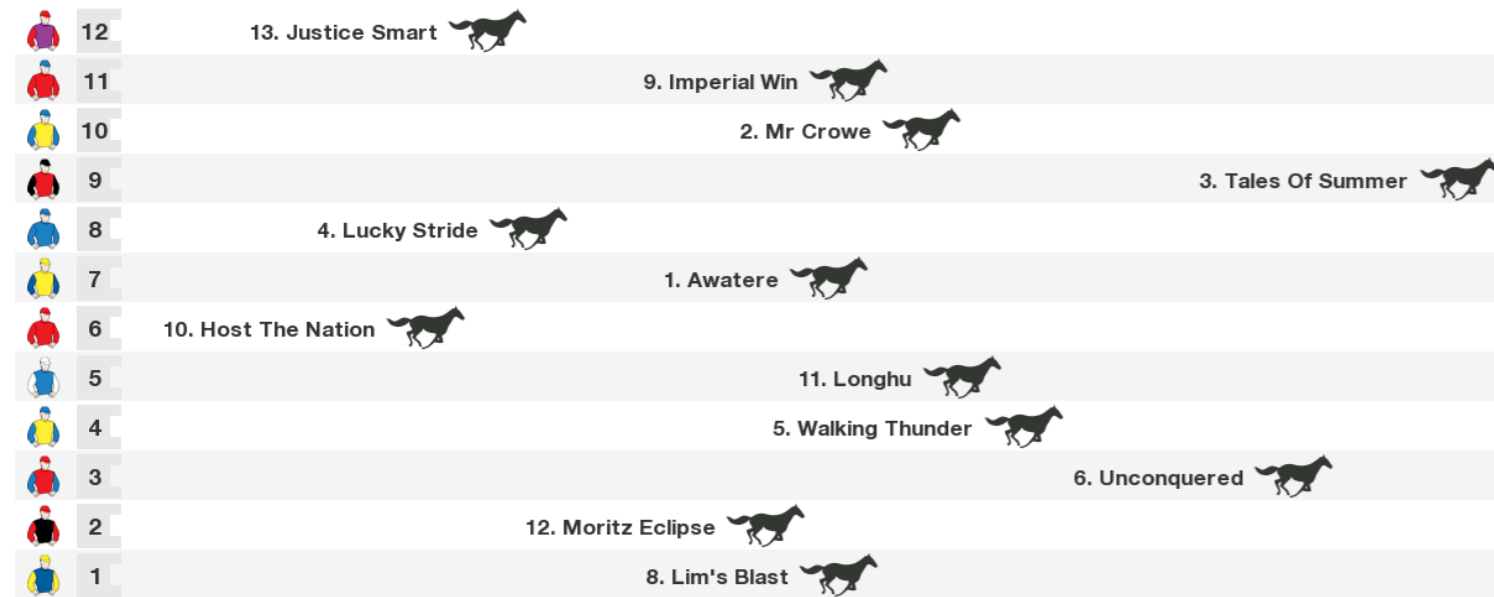 12 13. Justice Smart
11 9. Imperial Win
10 2. Mr Crowe
9 3. Tales Of Summer
8 4. Lucky Stride
7 1. Awatere
6 10. Host The Nation
5 11. Longhu
4 5. Walking Thunder
3 6. Unconquered
2 12. Moritz Eclipse
1 8. Lim's Blast